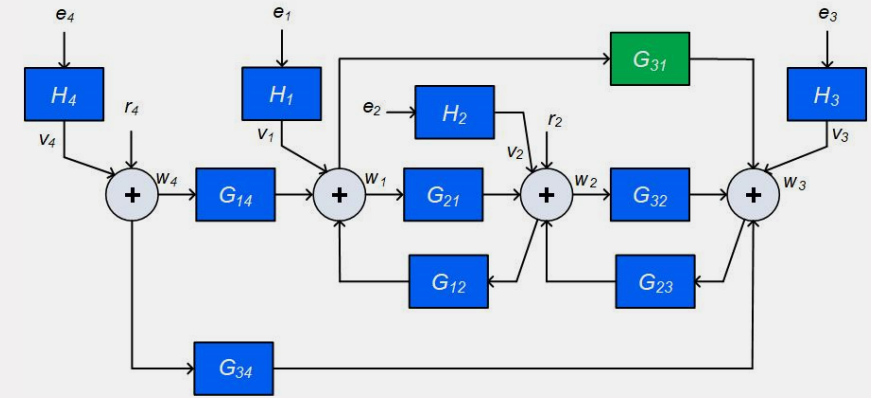 e4
e1
e3
G31
H4
H1
H3
r4
e2
H2
r2
v4
v1
v2
v3
+
w4
G14
+
w1
G21
+
w2
G32
+
w3
G12
G23
G34